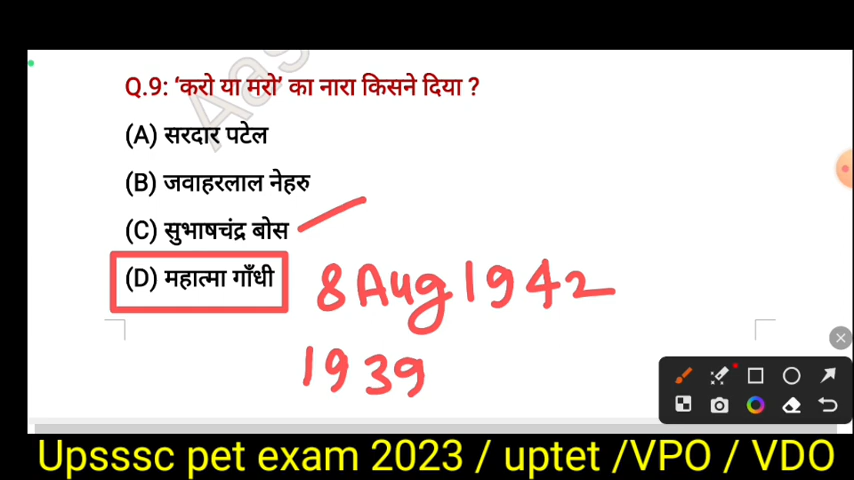 Q.9: ‘करो या मरो’ का नारा किसने दिया ?
(A) सरदार पटेल
(B) जवाहरलाल नेहरु
(C) सुभाषचंद्र बोस
(D) महात्मा गाँधी
8 Aug 1942
1939
Upsssc pet exam 2023 / uptet /VPO / VDO